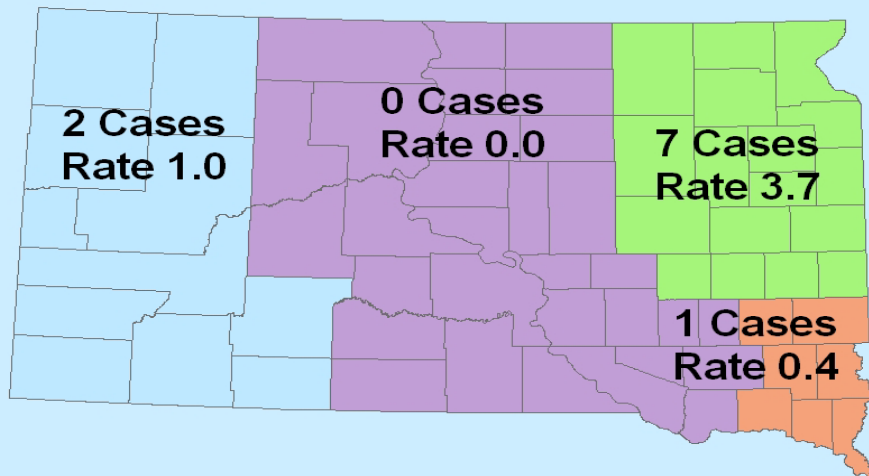 2 Cases
Rate 1.0
0 Cases
Rate 0.0
7 Cases
Rate 3.7
1 Cases
Rate 0.4